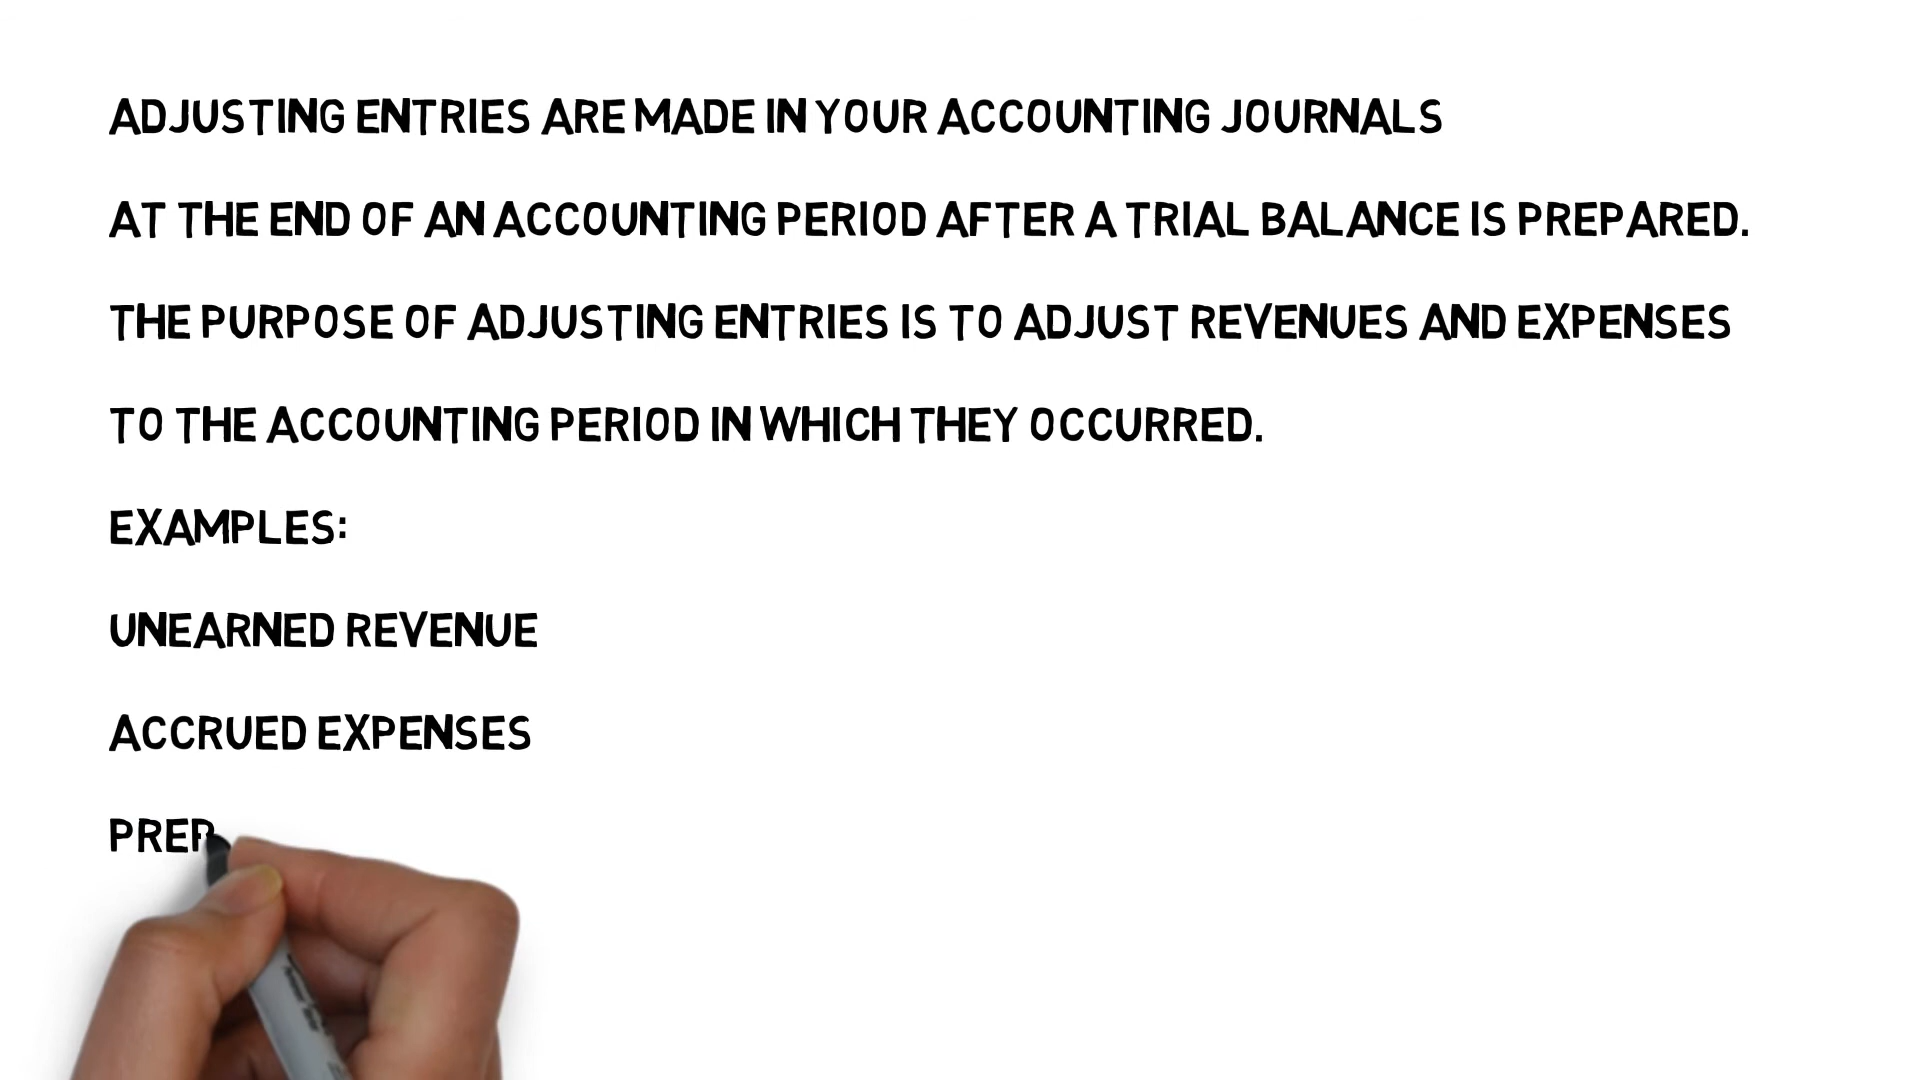 ADJUSTING ENTRIES ARE MADE IN YOUR ACCOUNTING JOURNALS
AT THE END OF AN ACCOUNTING PERIOD AFTER A TRIAL BALANCE IS PREPARED.
THE PURPOSE OF ADJUSTING ENTRIES IS TO ADJUST REVENUES AND EXPENSES
TO THE ACCOUNTING PERIOD IN WHICH THEY OCCURRED.
EXAMPLES:
UNEARNED REVENUE
ACCRUED EXPENSES
PREP